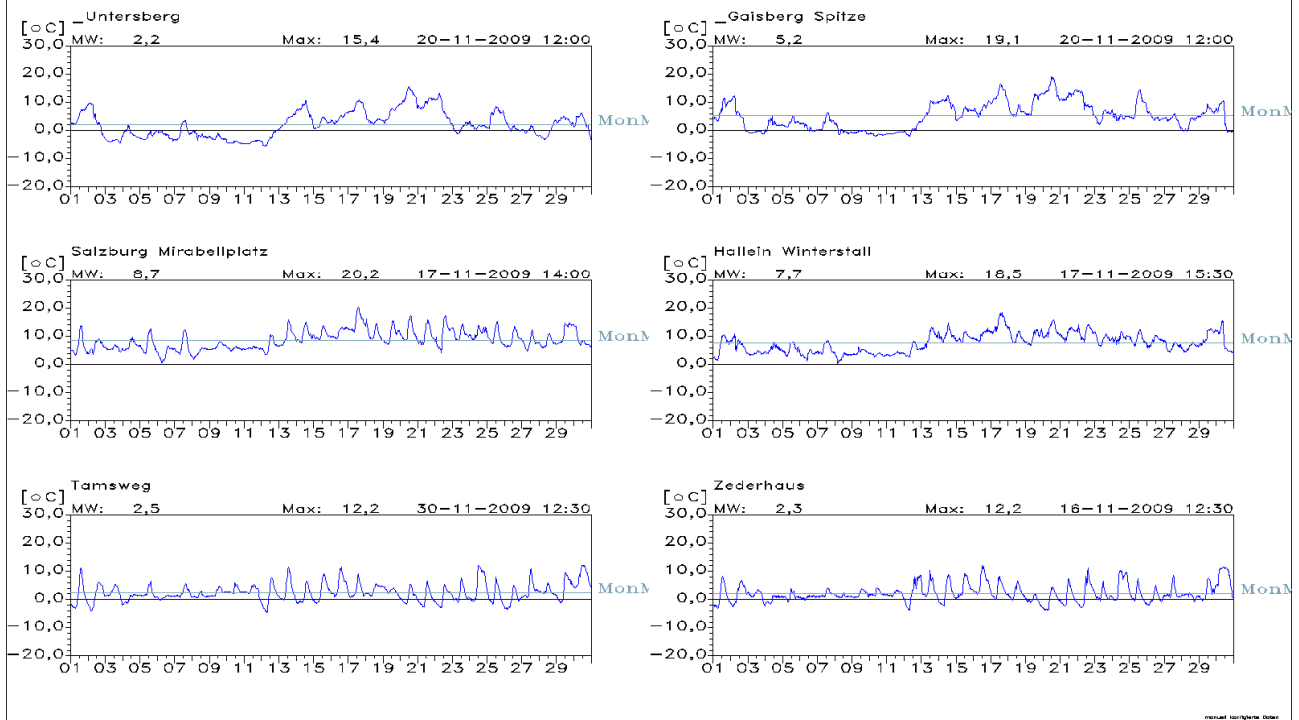 _Untersberg
[°C] MW: 2,2 Max: 15,4 20-11-2009 12:00
30,0
20,0
10,0
0,0
-10,0
-20,0
01 03 05 07 09 11 13 15 17 19 21 23 25 27 29
MonM
_Gaisberg Spitze
[°C] MW: 5,2 Max: 19,1 20-11-2009 12:00
30,0
20,0
10,0
0,0
-10,0
-20,0
01 03 05 07 09 11 13 15 17 19 21 23 25 27 29
MonM
Salzburg Mirabellplatz
[°C] MW: 8,7 Max: 20,2 17-11-2009 14:00
30,0
20,0
10,0
0,0
-10,0
-20,0
01 03 05 07 09 11 13 15 17 19 21 23 25 27 29
MonM
Hallein Winterstall
[°C] MW: 7,7 Max: 18,5 17-11-2009 15:30
30,0
20,0
10,0
0,0
-10,0
-20,0
01 03 05 07 09 11 13 15 17 19 21 23 25 27 29
MonM
Tamsweg
[°C] MW: 2,5 Max: 12,2 30-11-2009 12:30
30,0
20,0
10,0
0,0
-10,0
-20,0
01 03 05 07 09 11 13 15 17 19 21 23 25 27 29
MonM
Zederhaus
[°C] MW: 2,3 Max: 12,2 16-11-2009 12:30
30,0
20,0
10,0
0,0
-10,0
-20,0
01 03 05 07 09 11 13 15 17 19 21 23 25 27 29
MonM
manuell korrigierte Daten